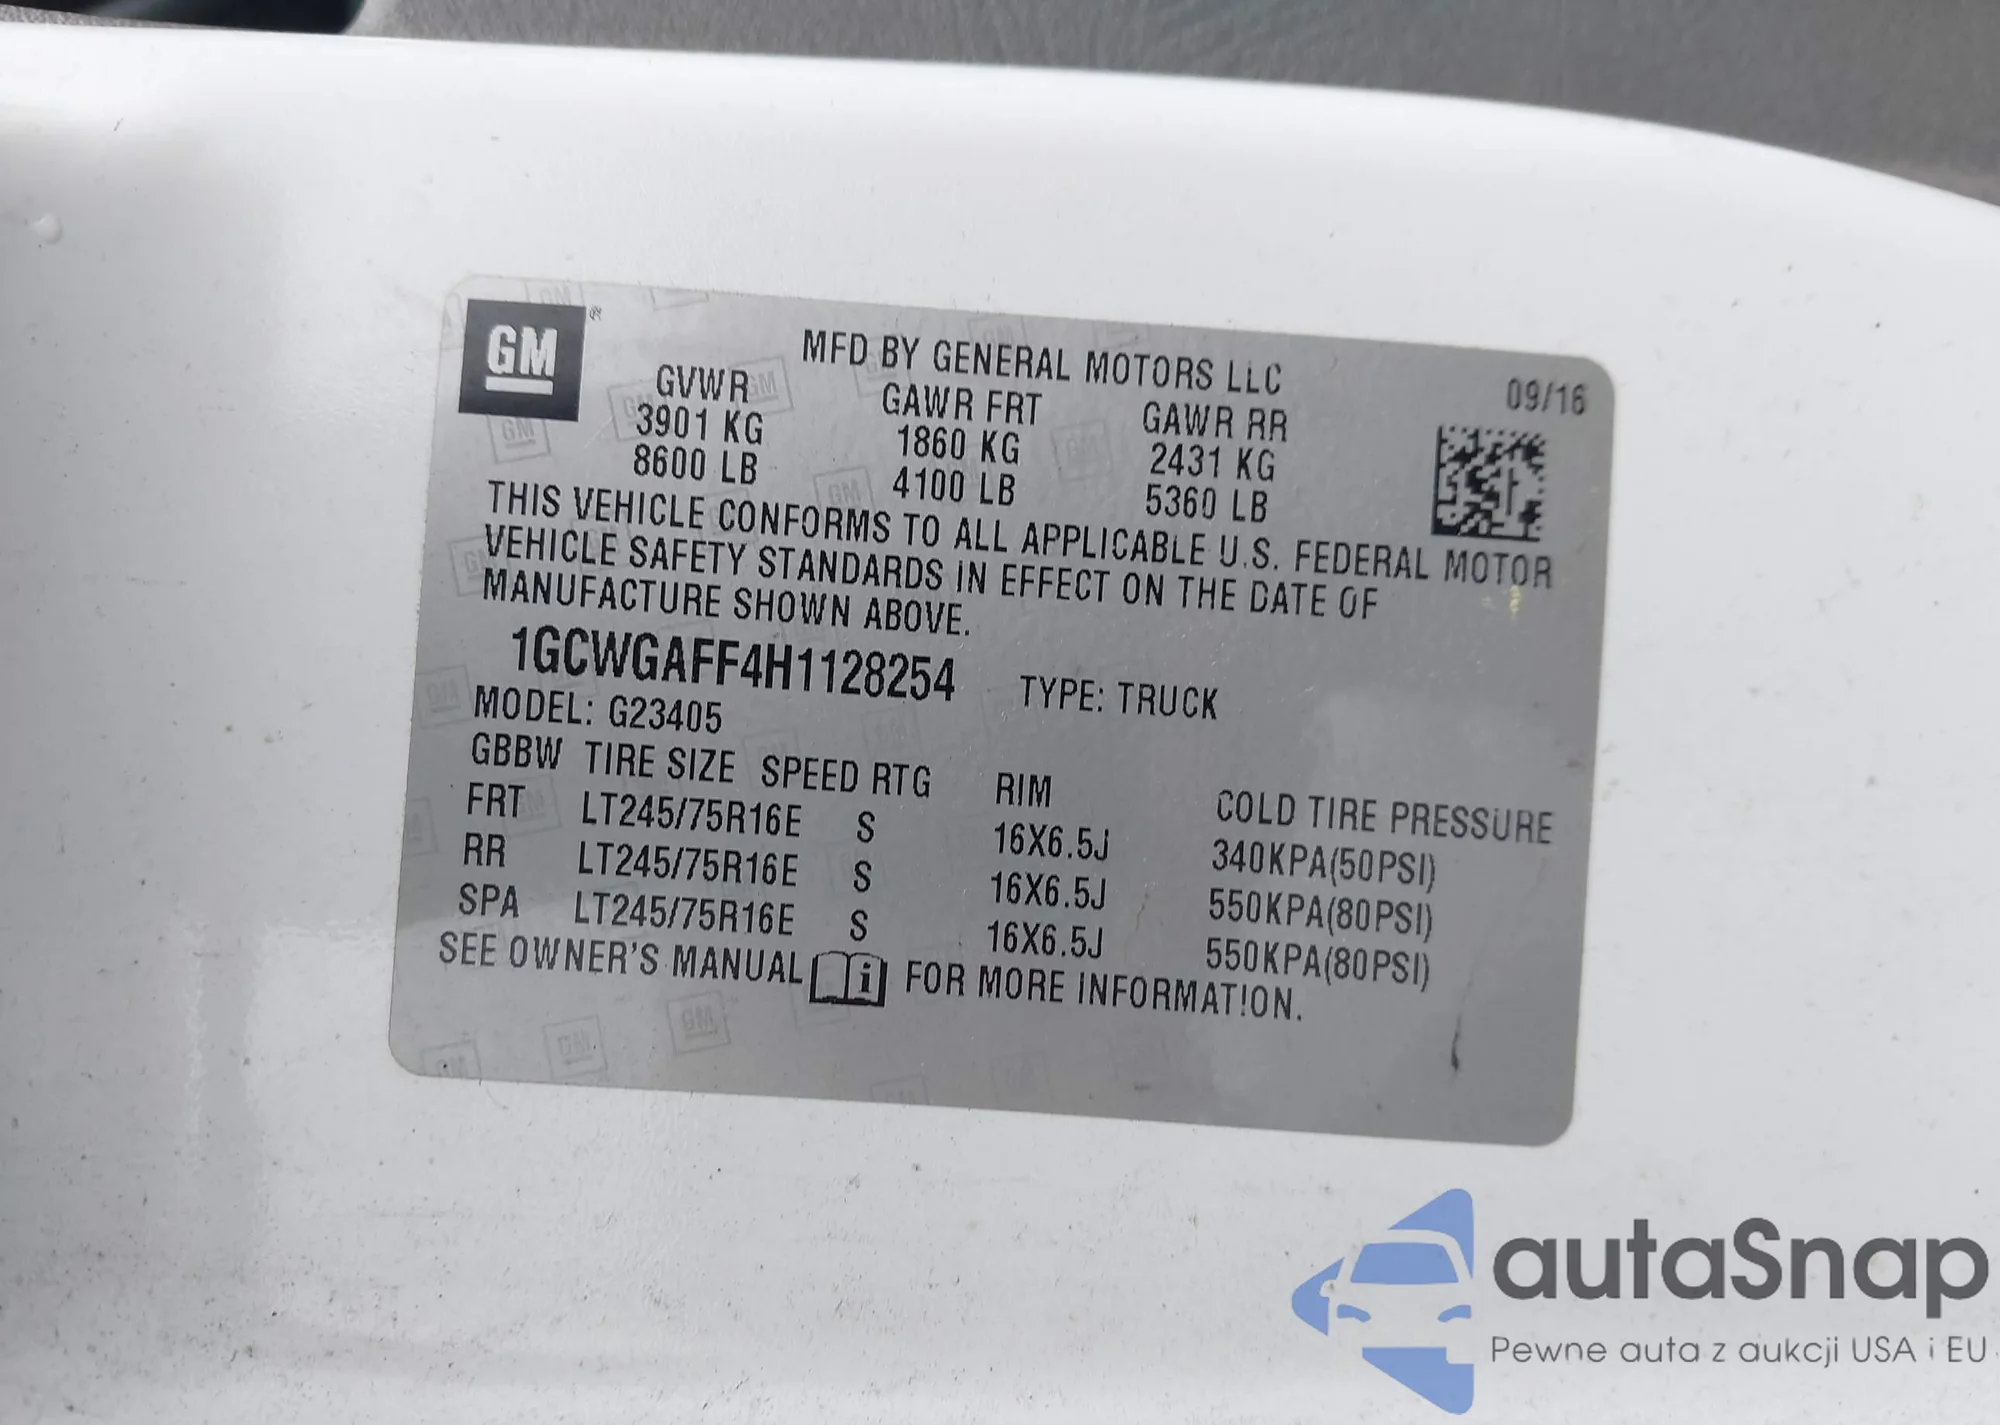 GM®
MFD BY GENERAL MOTORS LLC
09/16
GVWR GAWR FRT GAWR RR
3901 KG 1860 KG 2431 KG
8600 LB 4100 LB 5360 LB
THIS VEHICLE CONFORMS TO ALL APPLICABLE U.S. FEDERAL MOTOR
VEHICLE SAFETY STANDARDS IN EFFECT ON THE DATE OF
MANUFACTURE SHOWN ABOVE.
1GCWGAFF4H1128254 TYPE: TRUCK
MODEL: G23405
GBBW TIRE SIZE SPEED RTG RIM COLD TIRE PRESSURE
FRT LT245/75R16E S 16X6.5J 340KPA(50PSI)
RR LT245/75R16E S 16X6.5J 550KPA(80PSI)
SPA LT245/75R16E S 16X6.5J 550KPA(80PSI)
SEE OWNER'S MANUAL i FOR MORE INFORMATION.
autaSnap
Pewne auta z aukcji USA i EU